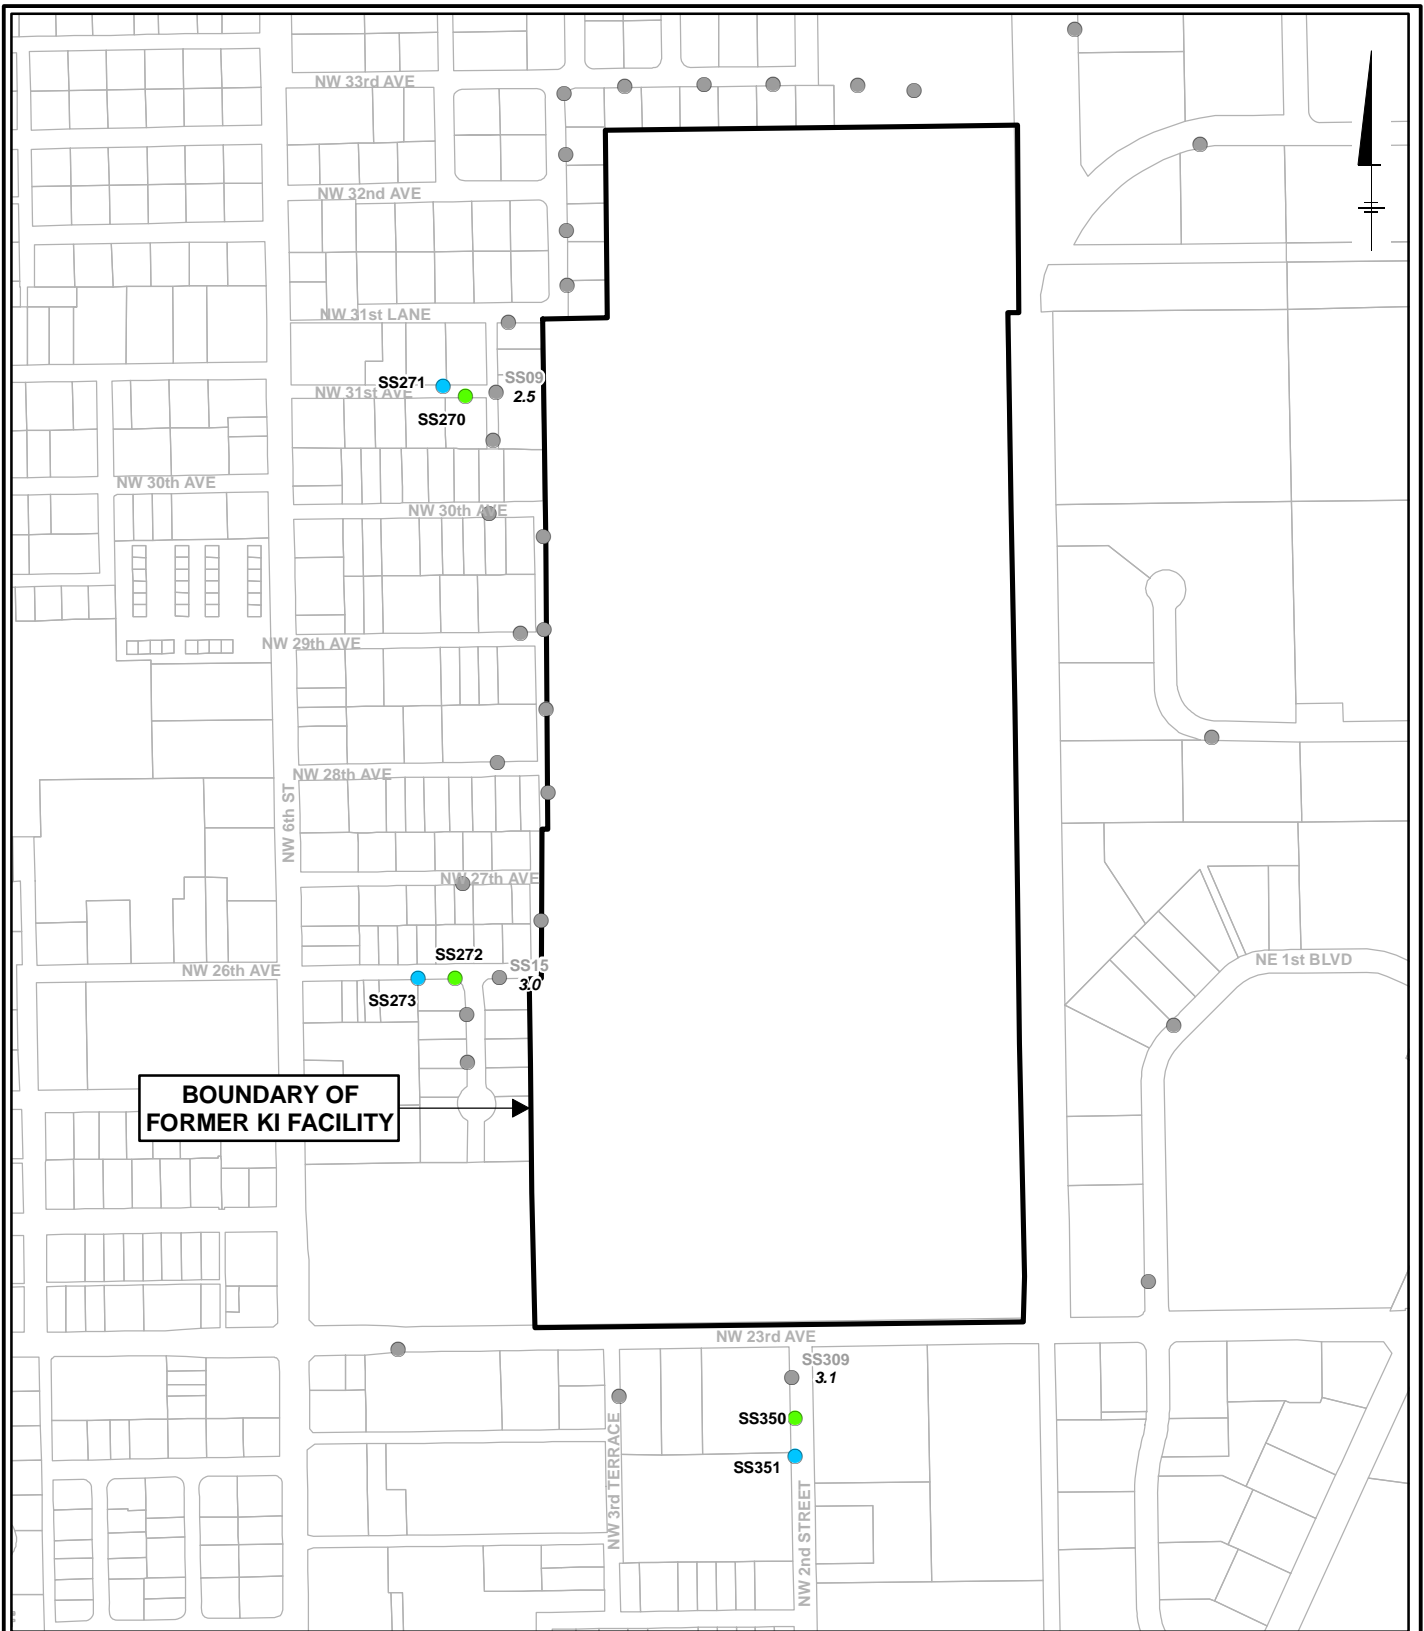 NW 33rd AVE
NW 32nd AVE
NW 31st LANE
SS271
SS09
NW 31st AVE
2.5
SS270
NW 30th AVE
NW 30th AVE
NW 29th AVE
NW 28th AVE
NW 6th ST
NW 27th AVE
SS272
NW 26th AVE
SS15
3.0
SS273
NE 1st BLVD
BOUNDARY OF
FORMER KI FACILITY
NW 23rd AVE
SS309
3.1
SS350
SS351
NW 3rd TERRACE
NW 2nd STREET